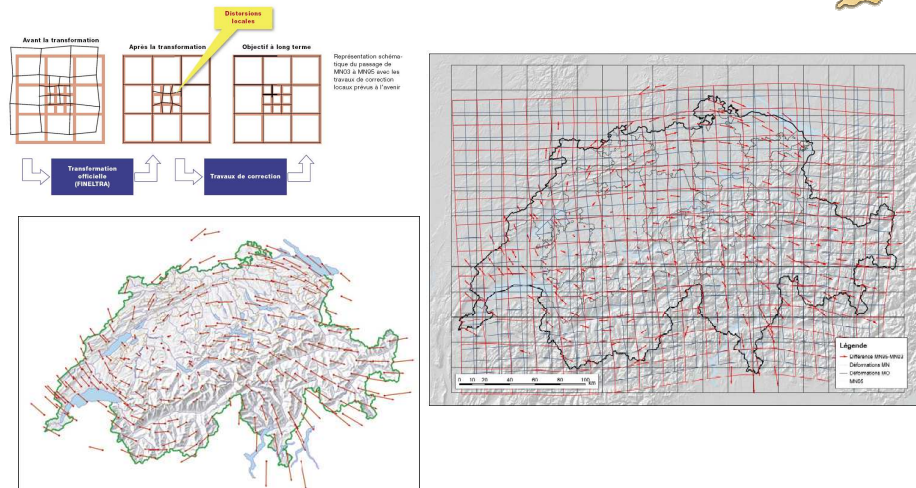 Distorsions
locales
Avant la transformation
Après la transformation
Objectif à long terme
Représentation schéma-
tique du passage de
MN03 à MN95 avec les
travaux de correction
locaux prévus à l'avenir
Transformation
officielle
(FINELTRA)
Travaux de correction
Légende
Différence MN95-MN03
Déformations MN
Déformations MO
MN95
0 10 20 40 60 80 100
km